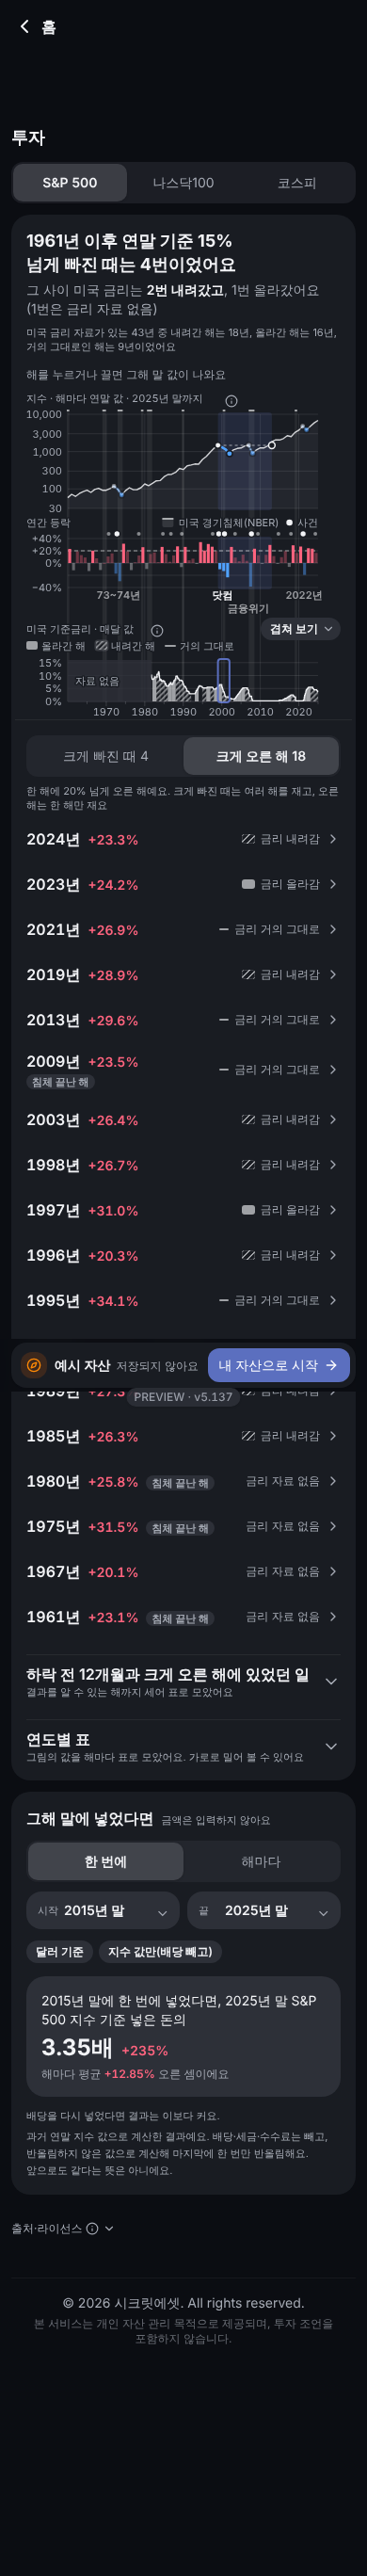 홈
투자
S&P 500 나스닥100 코스피
1961년 이후 연말 기준 15%
넘게 빠진 때는 4번이었어요
그 사이 미국 금리는 2번 내려갔고, 1번 올라갔어요
(1번은 금리 자료 없음)
미국 금리 자료가 있는 43년 중 내려간 해는 18년, 올라간 해는 16년,
거의 그대로인 해는 9년이었어요
해를 누르거나 끌면 그해 말 값이 나와요
지수 · 해마다 연말 값 · 2025년 말까지
10,000
3,000
1,000
300
100
30
연간 등락 미국 경기침체(NBER) 사건
+40%
+20%
0%
−40%
73~74년 닷컴 2022년
금융위기
미국 기준금리 · 매달 값 겹쳐 보기
올라간 해 내려간 해 거의 그대로
15%
10%
5%
0%
자료 없음
1970 1980 1990 2000 2010 2020
크게 빠진 때 4 크게 오른 해 18
한 해에 20% 넘게 오른 해예요. 크게 빠진 때는 여러 해를 재고, 오른
해는 한 해만 재요
2024년 +23.3% 금리 내려감
2023년 +24.2% 금리 올라감
2021년 +26.9% 금리 거의 그대로
2019년 +28.9% 금리 내려감
2013년 +29.6% 금리 거의 그대로
2009년 +23.5% 금리 거의 그대로
침체 끝난 해
2003년 +26.4% 금리 내려감
1998년 +26.7% 금리 내려감
1997년 +31.0% 금리 올라감
1996년 +20.3% 금리 내려감
1995년 +34.1% 금리 거의 그대로
예시 자산 저장되지 않아요 내 자산으로 시작
PREVIEW · v5.137
1985년 +26.3% 금리 내려감
1980년 +25.8% 침체 끝난 해 금리 자료 없음
1975년 +31.5% 침체 끝난 해 금리 자료 없음
1967년 +20.1% 금리 자료 없음
1961년 +23.1% 침체 끝난 해 금리 자료 없음
하락 전 12개월과 크게 오른 해에 있었던 일
결과를 알 수 있는 해까지 세어 표로 모았어요
연도별 표
그림의 값을 해마다 표로 모았어요. 가로로 밀어 볼 수 있어요
그해 말에 넣었다면 금액은 입력하지 않아요
한 번에 해마다
시작 2015년 말 끝 2025년 말
달러 기준 지수 값만(배당 빼고)
2015년 말에 한 번에 넣었다면, 2025년 말 S&P
500 지수 기준 넣은 돈의
3.35배 +235%
해마다 평균 +12.85% 오른 셈이에요
배당을 다시 넣었다면 결과는 이보다 커요.
과거 연말 지수 값으로 계산한 결과예요. 배당·세금·수수료는 빼고,
반올림하지 않은 값으로 계산해 마지막에 한 번만 반올림해요.
앞으로도 같다는 뜻은 아니에요.
출처·라이선스
© 2026 시크릿에셋. All rights reserved.
본 서비스는 개인 자산 관리 목적으로 제공되며, 투자 조언을
포함하지 않습니다.